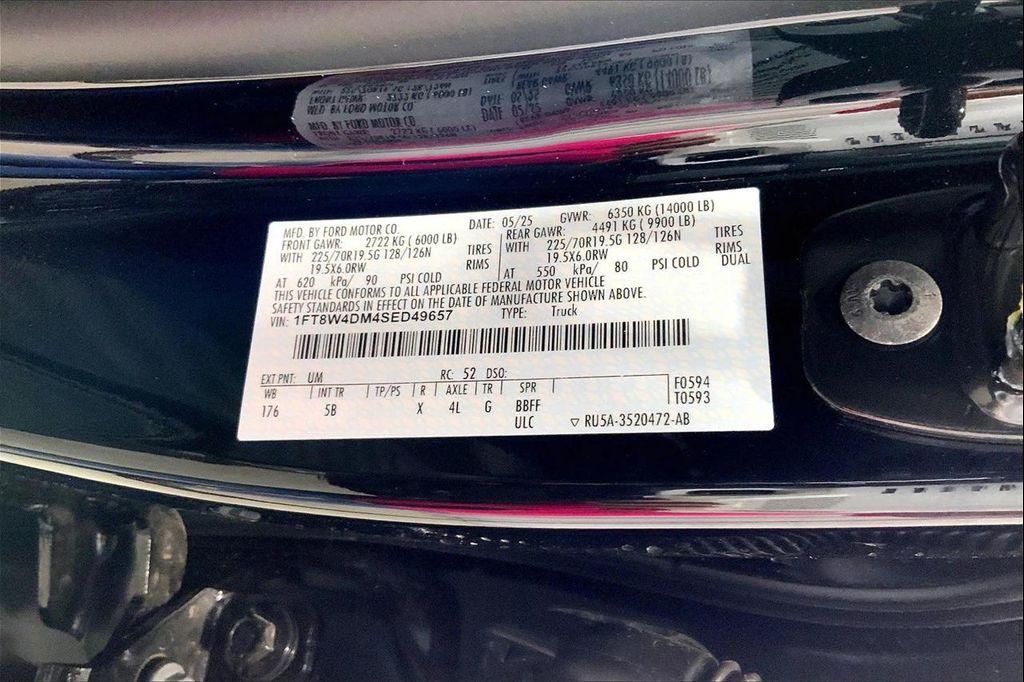 MFD. BY FORD MOTOR CO.
DATE: 05/25 GVWR: 6350 KG (14000 LB)
FRONT GAWR: 2722 KG ( 6000 LB)
REAR GAWR: 4491 KG ( 9900 LB)
WITH 225/70R19.5G 128/126N TIRES
WITH 225/70R19.5G 128/126N TIRES
19.5X6.0RW RIMS
19.5X6.0RW RIMS
AT 620 kPa/ 90 PSI COLD
AT 550 kPa/ 80 PSI COLD DUAL
THIS VEHICLE CONFORMS TO ALL APPLICABLE FEDERAL MOTOR VEHICLE
SAFETY STANDARDS IN EFFECT ON THE DATE OF MANUFACTURE SHOWN ABOVE.
VIN: 1FT8W4DM4SED49657 TYPE: Truck
EXT PNT: UM RC: 52 DSO:
WB INT TR TP/PS R AXLE TR SPR F0594
176 5B X 4L G BBFF T0593
ULC ▽ RU5A-3520472-AB